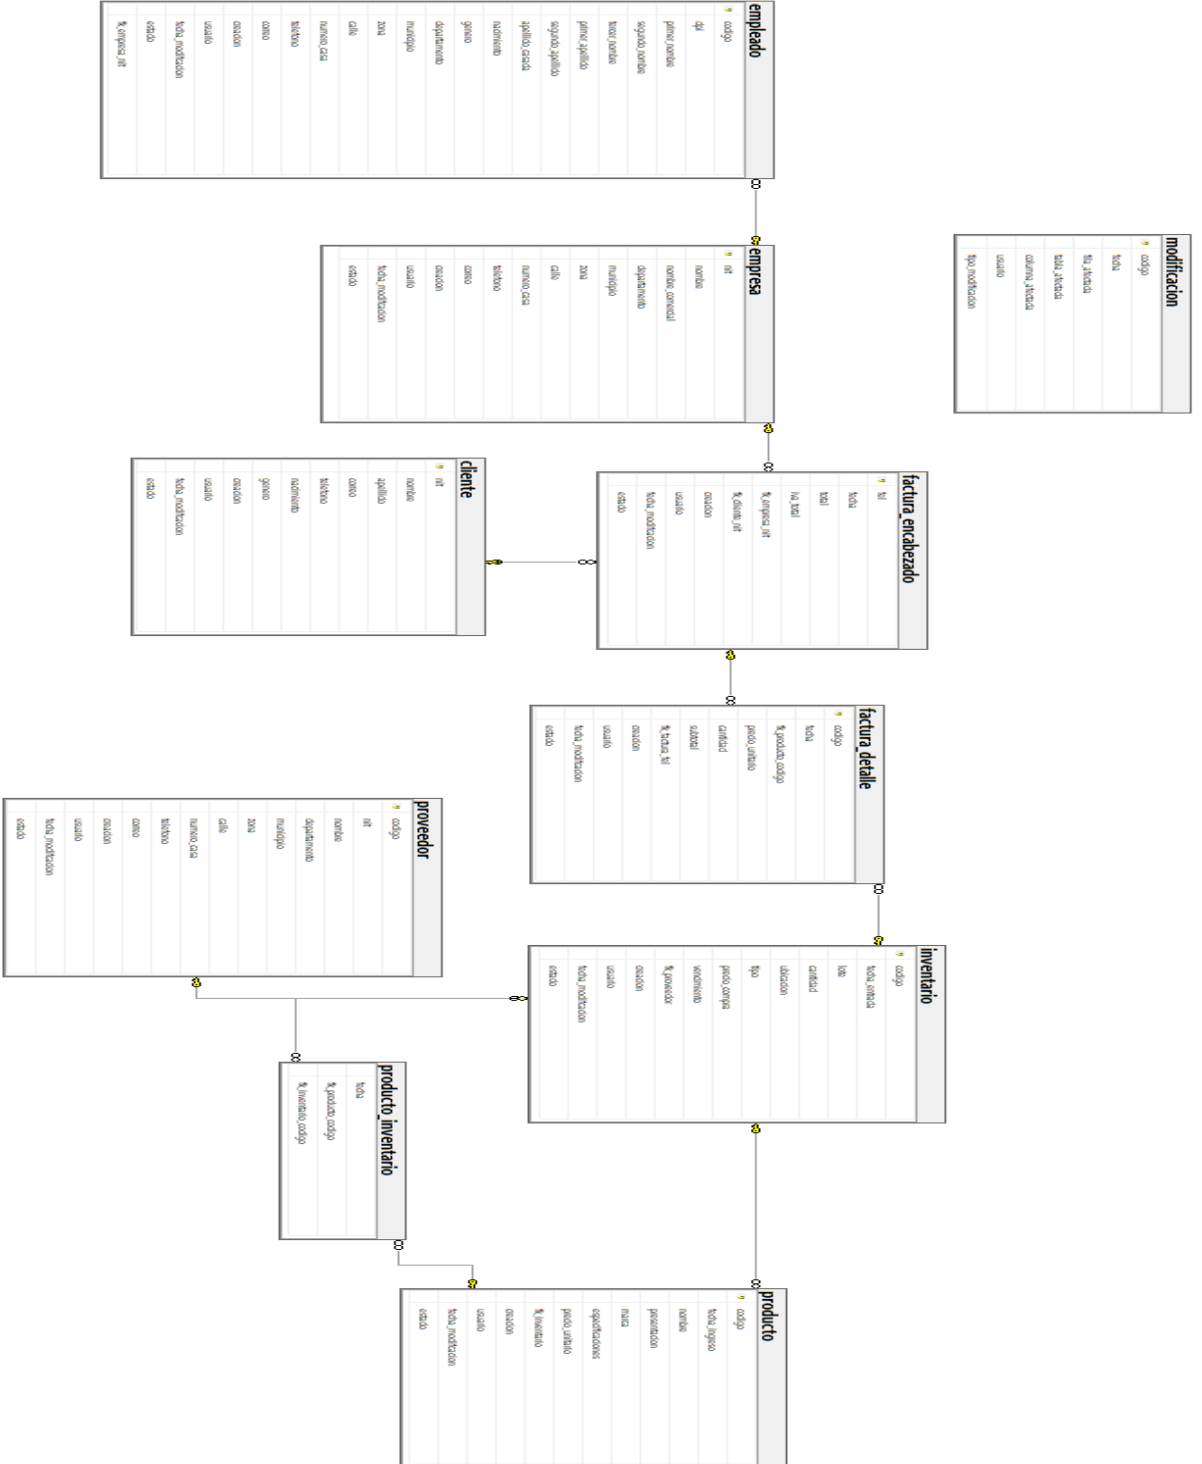 empleado
codigo
dpi
primer_nombre
segundo_nombre
tercer_nombre
primer_apellido
segundo_apellido
apellido_casada
nacimiento
genero
departamento
municipio
zona
calle
numero_casa
telefono
correo
creacion
usuario
fecha_modificacion
estado
fk_empresa_nit
empresa
nit
nombre
nombre_comercial
departamento
municipio
zona
calle
numero_casa
telefono
correo
creacion
usuario
fecha_modificacion
estado
modificacion
codigo
fecha
fila_afectada
tabla_afectada
columna_afectada
usuario
tipo_modificacion
cliente
nit
nombre
apellido
correo
telefono
nacimiento
genero
creacion
usuario
fecha_modificacion
estado
factura_encabezado
fel
fecha
total
iva_total
fk_empresa_nit
fk_cliente_nit
creacion
usuario
fecha_modificacion
estado
factura_detalle
codigo
fecha
fk_producto_codigo
precio_unitario
cantidad
subtotal
fk_factura_fel
creacion
usuario
fecha_modificacion
estado
proveedor
codigo
nit
nombre
departamento
municipio
zona
calle
numero_casa
telefono
correo
creacion
usuario
fecha_modificacion
estado
inventario
codigo
fecha_entrada
lote
cantidad
ubicacion
tipo
precio_compra
vencimiento
fk_proveedor
creacion
usuario
fecha_modificacion
estado
producto_inventario
fecha
fk_producto_codigo
fk_inventario_codigo
producto
codigo
fecha_ingreso
nombre
presentacion
marca
especificaciones
precio_unitario
fk_inventario
creacion
usuario
fecha_modificacion
estado